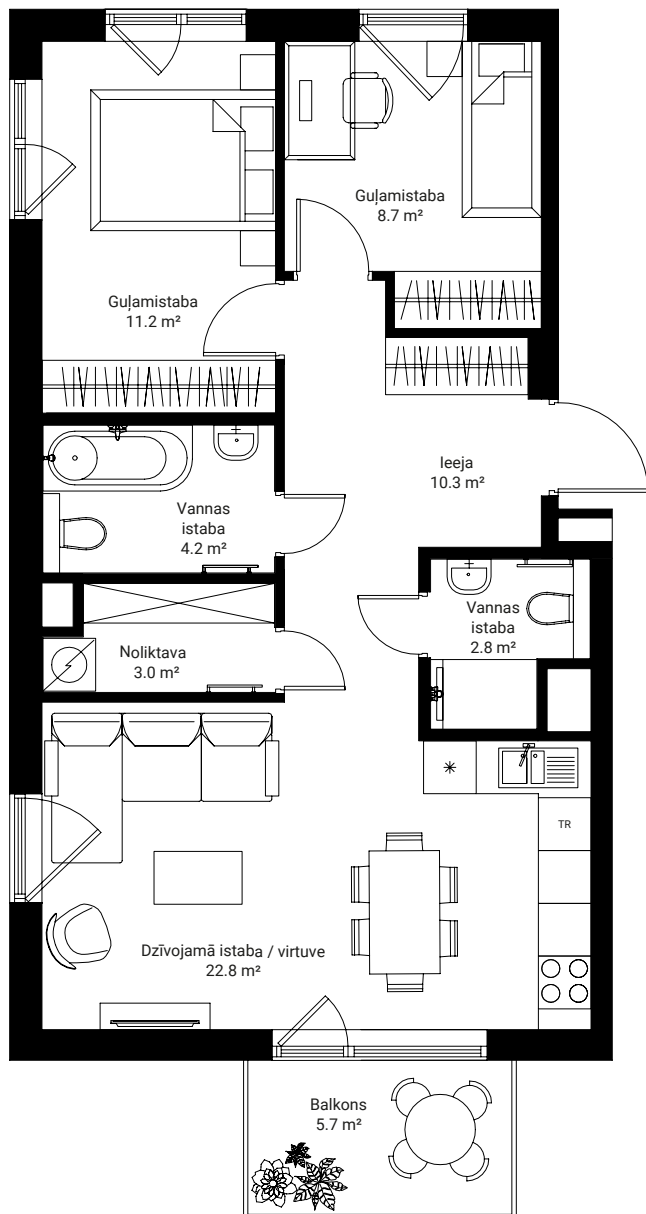 Guļamistaba
8.7 m²
Guļamistaba
11.2 m²
Ieeja
10.3 m²
Vannas
istaba
4.2 m²
Vannas
istaba
2.8 m²
Noliktava
3.0 m²
TR
Dzīvojamā istaba / virtuve
22.8 m²
Balkons
5.7 m²